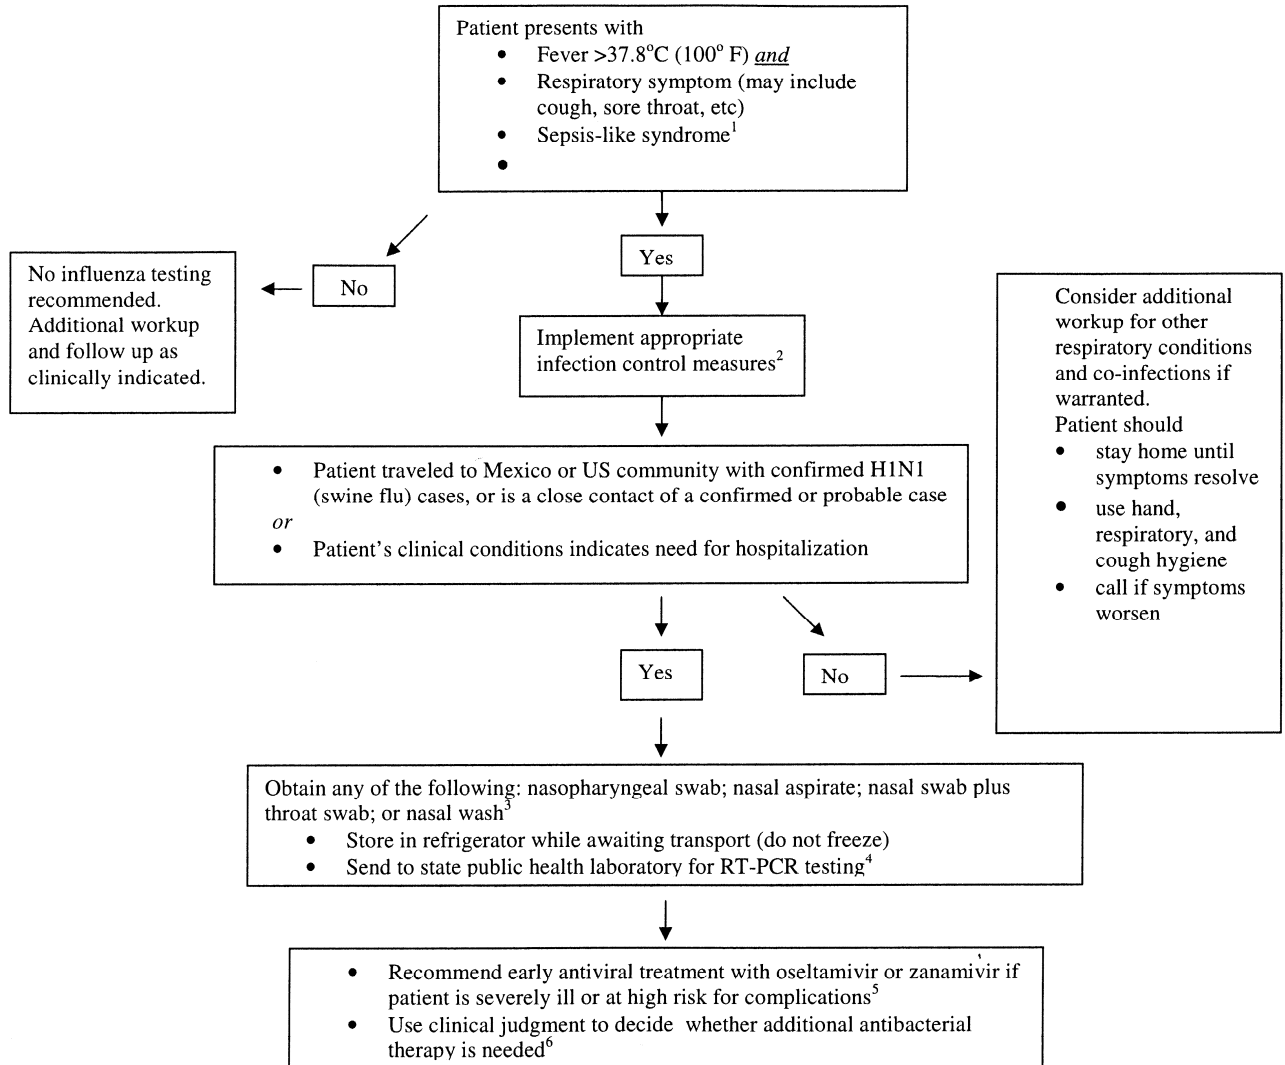 Patient presents with
• Fever >37.8°C (100° F) and
• Respiratory symptom (may include
cough, sore throat, etc)
• Sepsis-like syndrome1
•
Yes
No
No influenza testing
recommended.
Additional workup
and follow up as
clinically indicated.
Implement appropriate
infection control measures2
• Patient traveled to Mexico or US community with confirmed H1N1
(swine flu) cases, or is a close contact of a confirmed or probable case
or
• Patient's clinical conditions indicates need for hospitalization
Yes
No
Consider additional
workup for other
respiratory conditions
and co-infections if
warranted.
Patient should
• stay home until
symptoms resolve
• use hand,
respiratory, and
cough hygiene
• call if symptoms
worsen
Obtain any of the following: nasopharyngeal swab; nasal aspirate; nasal swab plus
throat swab; or nasal wash3
• Store in refrigerator while awaiting transport (do not freeze)
• Send to state public health laboratory for RT-PCR testing4
• Recommend early antiviral treatment with oseltamivir or zanamivir if
patient is severely ill or at high risk for complications5
• Use clinical judgment to decide whether additional antibacterial
therapy is needed6